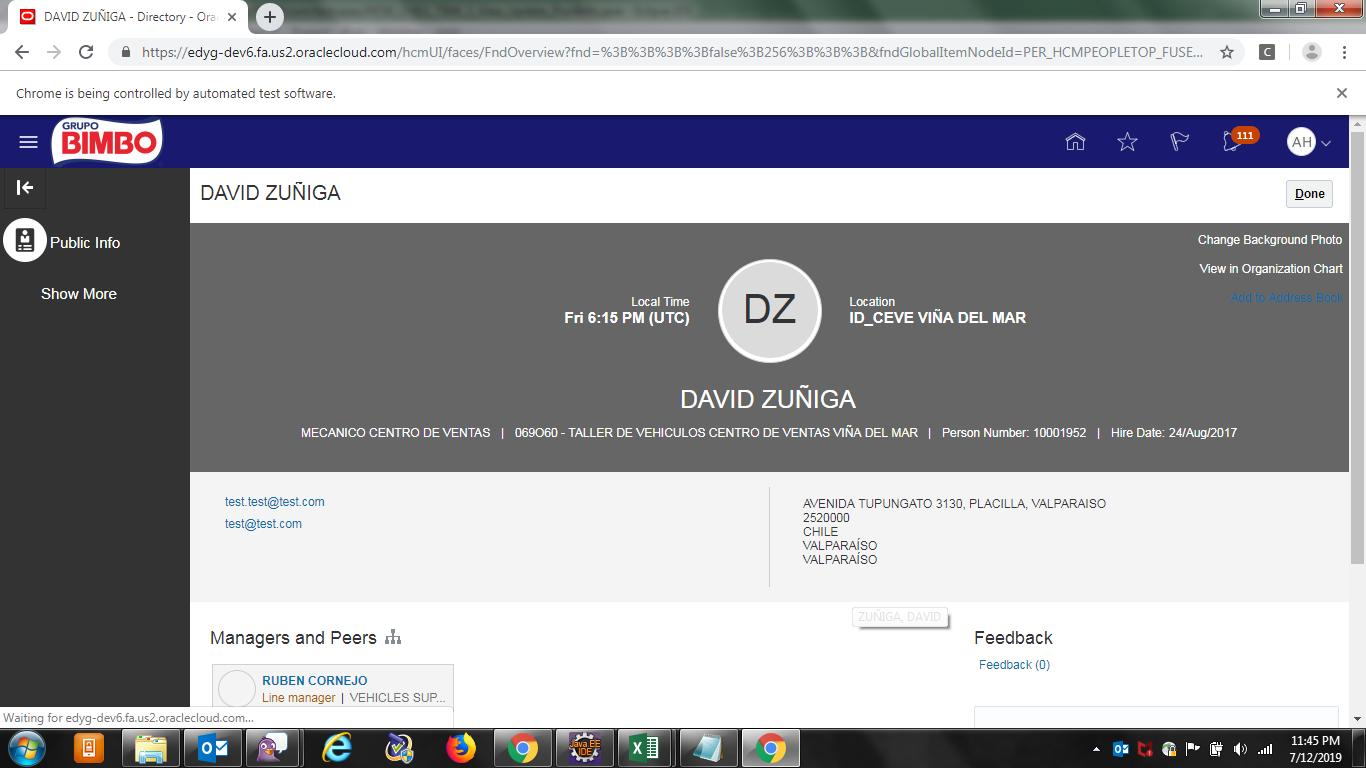 DAVID ZUÑIGA - Directory - Ora
https://edyg-dev6.fa.us2.oraclecloud.com/hcmUI/faces/FndOverview?fnd=%3B%3B%3B%3Bfalse%3B256%3B%3B%3B&fndGlobalItemNodeId=PER_HCMPEOPLETOP_FUSE...
C
Chrome is being controlled by automated test software.
GRUPO
BIMBO
111
AH
DAVID ZUÑIGA
Done
Public Info
Show More
Change Background Photo
View in Organization Chart
Add to Address Book
Local Time
Fri 6:15 PM (UTC)
DZ
Location
ID_CEVE VIÑA DEL MAR
DAVID ZUÑIGA
MECANICO CENTRO DE VENTAS | 069O60 - TALLER DE VEHICULOS CENTRO DE VENTAS VIÑA DEL MAR | Person Number: 10001952 | Hire Date: 24/Aug/2017
test.test@test.com
test@test.com
AVENIDA TUPUNGATO 3130, PLACILLA, VALPARAISO
2520000
CHILE
VALPARAÍSO
VALPARAÍSO
ZUÑIGA, DAVID
Managers and Peers
RUBEN CORNEJO
Line manager | VEHICLES SUP...
Feedback
Feedback (0)
Waiting for edyg-dev6.fa.us2.oraclecloud.com...
Java EE
IDE
11:45 PM
7/12/2019